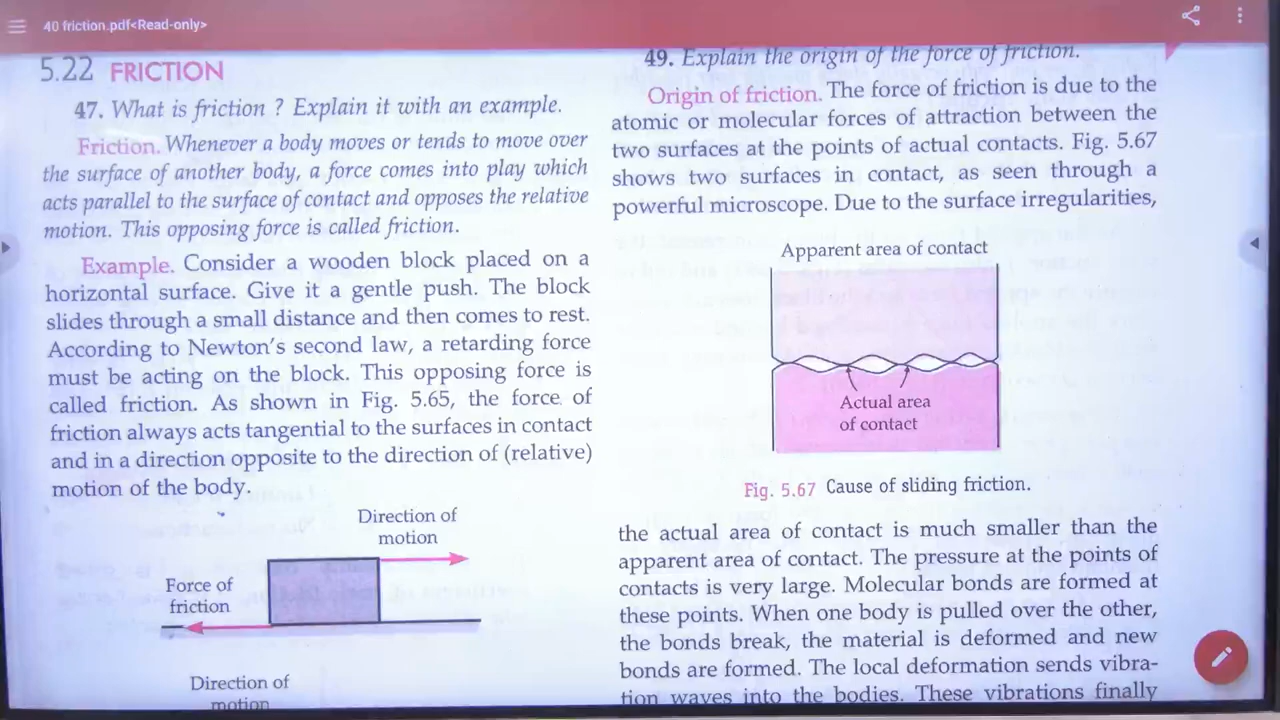 40 friction.pdf<Read-only>
5.22 FRICTION
47. What is friction ? Explain it with an example.
Friction. Whenever a body moves or tends to move over
the surface of another body, a force comes into play which
acts parallel to the surface of contact and opposes the relative
motion. This opposing force is called friction.
Example. Consider a wooden block placed on a
horizontal surface. Give it a gentle push. The block
slides through a small distance and then comes to rest.
According to Newton's second law, a retarding force
must be acting on the block. This opposing force is
called friction. As shown in Fig. 5.65, the force of
friction always acts tangential to the surfaces in contact
and in a direction opposite to the direction of (relative)
motion of the body.
Direction of
motion
Force of
friction
Direction of
motion
49. Explain the origin of the force of friction.
Origin of friction. The force of friction is due to the
atomic or molecular forces of attraction between the
two surfaces at the points of actual contacts. Fig. 5.67
shows two surfaces in contact, as seen through a
powerful microscope. Due to the surface irregularities,
Apparent area of contact
Actual area
of contact
Fig. 5.67 Cause of sliding friction.
the actual area of contact is much smaller than the
apparent area of contact. The pressure at the points of
contacts is very large. Molecular bonds are formed at
these points. When one body is pulled over the other,
the bonds break, the material is deformed and new
bonds are formed. The local deformation sends vibra-
tion waves into the bodies. These vibrations finally